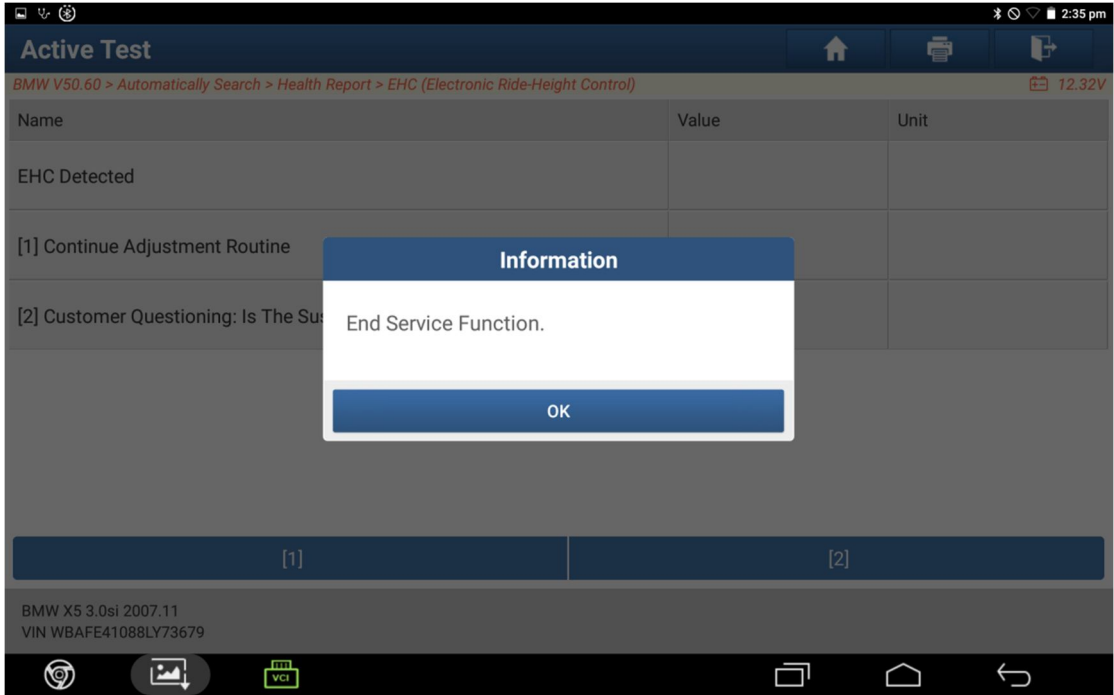 2:35 pm
Active Test
BMW V50.60 > Automatically Search > Health Report > EHC (Electronic Ride-Height Control)
12.32V
Name Value Unit
EHC Detected
[1] Continue Adjustment Routine
[2] Customer Questioning: Is The
Information
End Service Function.
OK
[1] [2]
BMW X5 3.0si 2007.11
VIN WBAFE41088LY73679
VCI